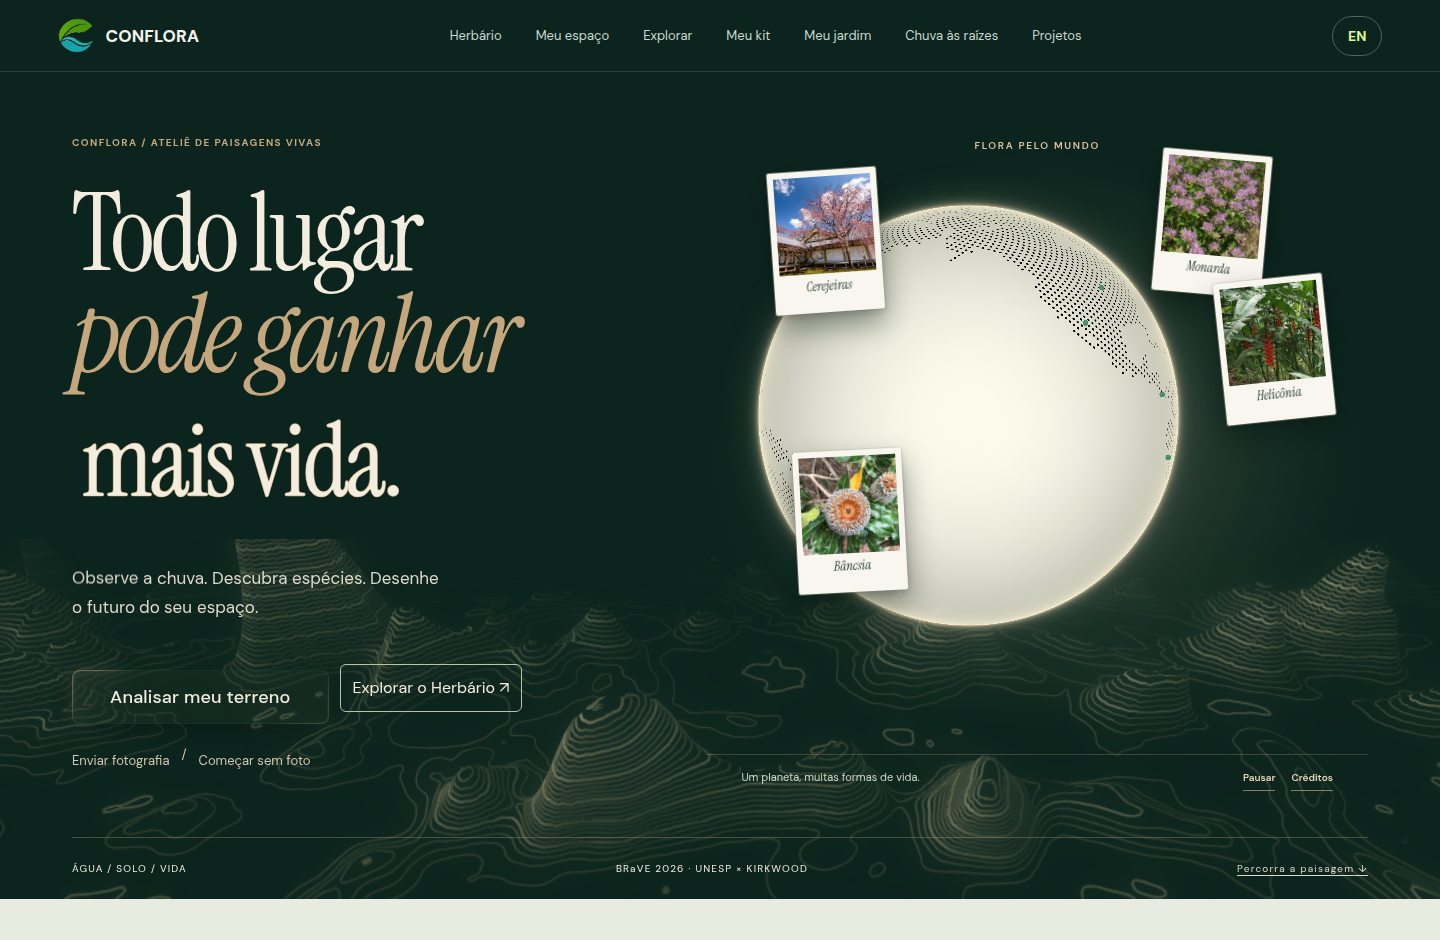 CONFLORA
Herbário
Meu espaço
Explorar
Meu kit
Meu jardim
Chuva às raízes
Projetos
EN
CONFLORA / ATELIÊ DE PAISAGENS VIVAS
Todo lugar
pode ganhar
mais vida.
Observe a chuva. Descubra espécies. Desenhe
o futuro do seu espaço.
Analisar meu terreno
Explorar o Herbário ↗
Enviar fotografia / Começar sem foto
FLORA PELO MUNDO
Cerejeiras
Monarda
Helicônia
Bâncsia
Um planeta, muitas formas de vida.
Pausar
Créditos
ÁGUA / SOLO / VIDA
BRaVE 2026 · UNESP × KIRKWOOD
Percorra a paisagem ↓